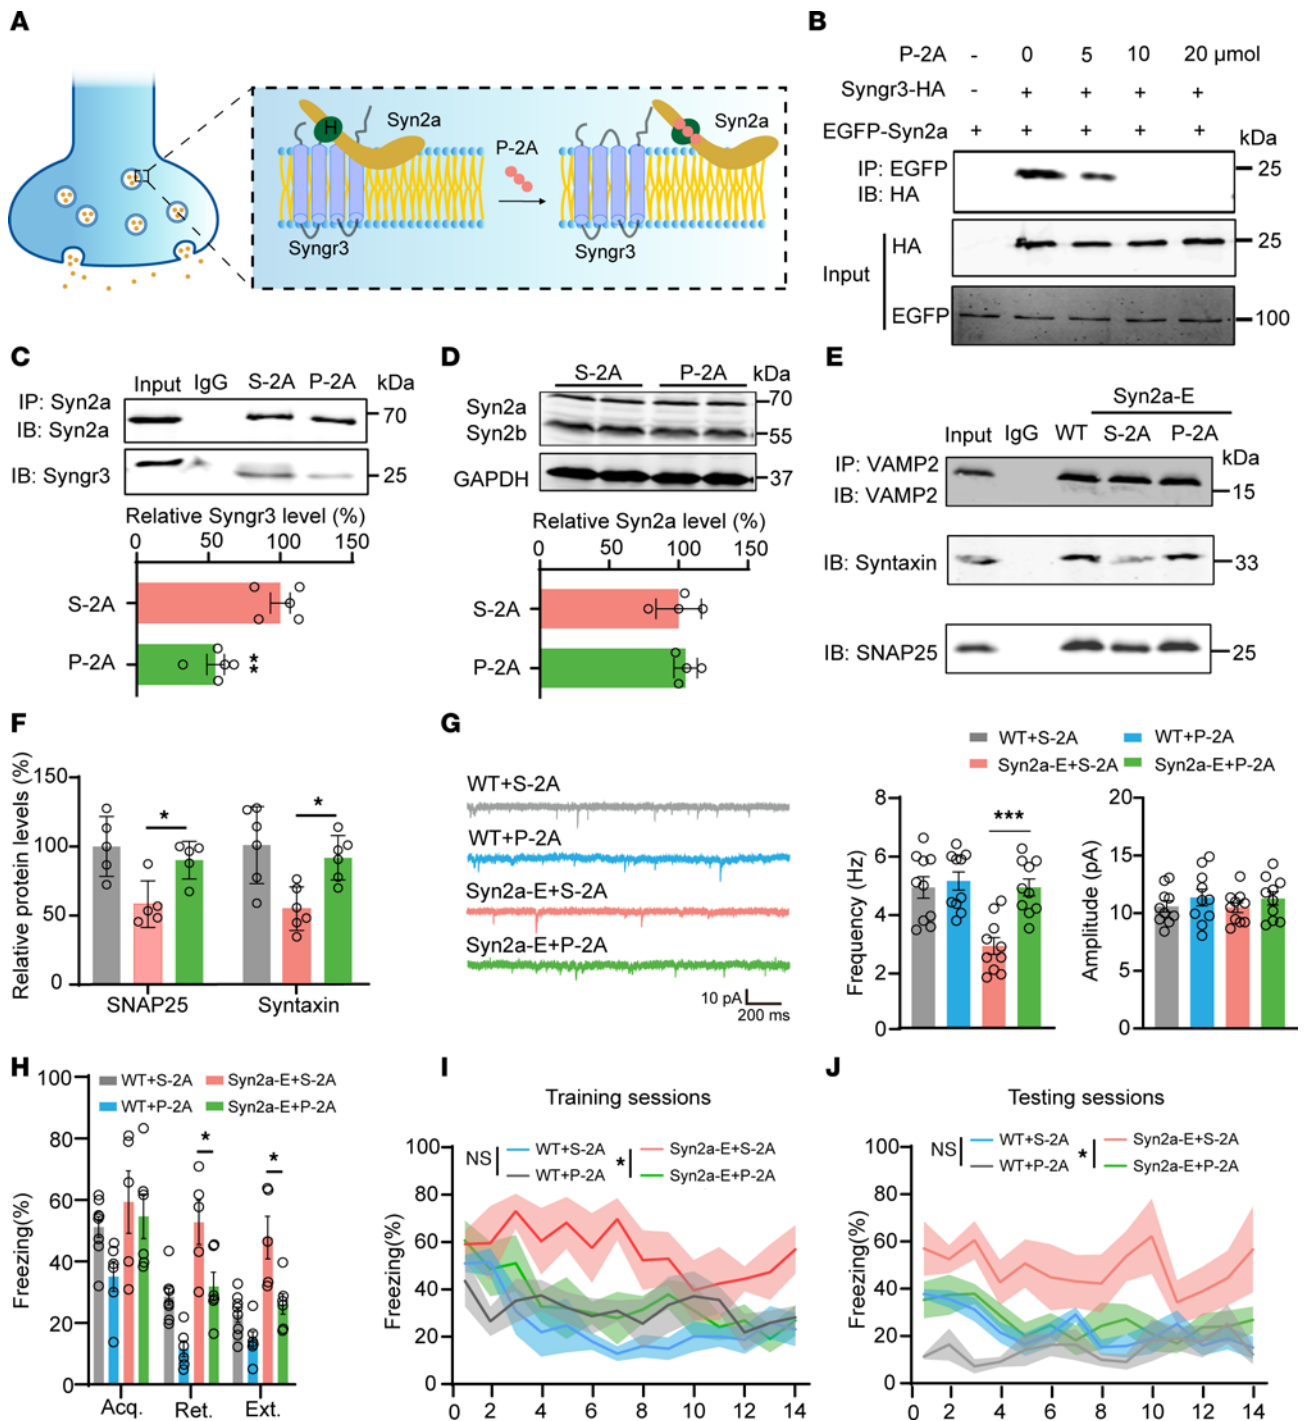 A
H
Syn2a
Syngr3
P-2A
Syn2a
Syngr3
B
P-2A - 0 5 10 20 µmol
Syngr3-HA - + + + +
EGFP-Syn2a + + + + +
kDa
IP: EGFP
IB: HA
25
Input
HA
25
EGFP
100
C
Input IgG S-2A P-2A kDa
IP: Syn2a
IB: Syn2a
70
IB: Syngr3
25
Relative Syngr3 level (%)
0 50 100 150
S-2A
P-2A
**
D
S-2A P-2A kDa
Syn2a
70
Syn2b
55
GAPDH
37
Relative Syn2a level (%)
0 50 100 150
S-2A
P-2A
E
Syn2a-E
Input IgG WT S-2A P-2A
kDa
IP: VAMP2
IB: VAMP2
15
IB: Syntaxin
33
IB: SNAP25
25
F
Relative protein levels (%)
150
100
50
0
*
*
SNAP25
Syntaxin
G
WT+S-2A
WT+P-2A
Syn2a-E+S-2A
Syn2a-E+P-2A
10 pA
200 ms
WT+S-2A
WT+P-2A
Syn2a-E+S-2A
Syn2a-E+P-2A
Frequency (Hz)
8
6
4
2
0
***
Amplitude (pA)
20
15
10
5
0
H
WT+S-2A
Syn2a-E+S-2A
WT+P-2A
Syn2a-E+P-2A
Freezing(%)
100
80
60
40
20
0
*
*
Acq. Ret. Ext.
I
Training sessions
NS
WT+S-2A
WT+P-2A
*
Syn2a-E+S-2A
Syn2a-E+P-2A
Freezing(%)
100
80
60
40
20
0
0 2 4 6 8 10 12 14
J
Testing sessions
NS
WT+S-2A
WT+P-2A
*
Syn2a-E+S-2A
Syn2a-E+P-2A
Freezing(%)
100
80
60
40
20
0
0 2 4 6 8 10 12 14